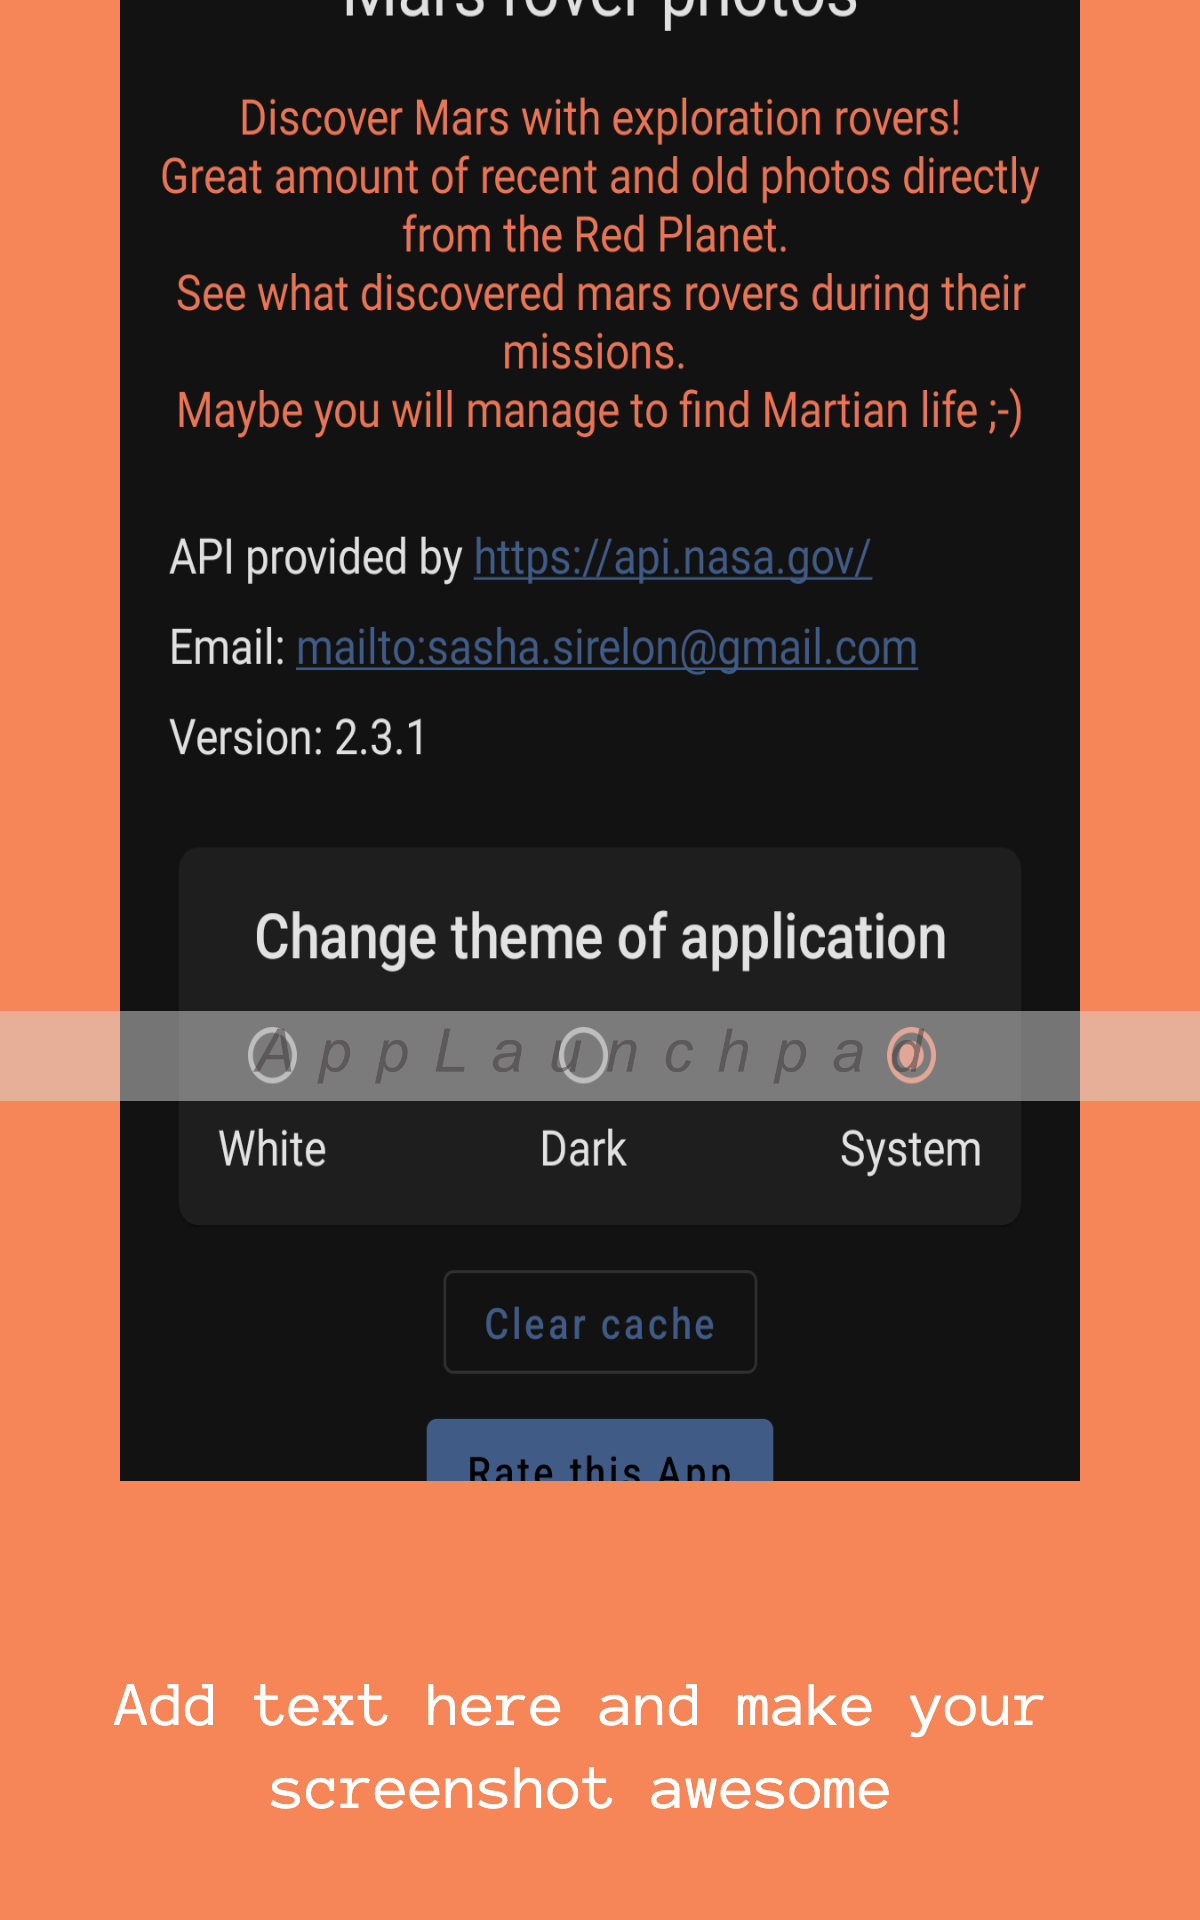 Mars rover photos
Discover Mars with exploration rovers!
Great amount of recent and old photos directly
from the Red Planet.
See what discovered mars rovers during their
missions.
Maybe you will manage to find Martian life ;-)
API provided by https://api.nasa.gov/
Email: mailto:sasha.sirelon@gmail.com
Version: 2.3.1
Change theme of application
AppLaunchpad
White Dark System
Clear cache
Rate this App
Add text here and make your
screenshot awesome